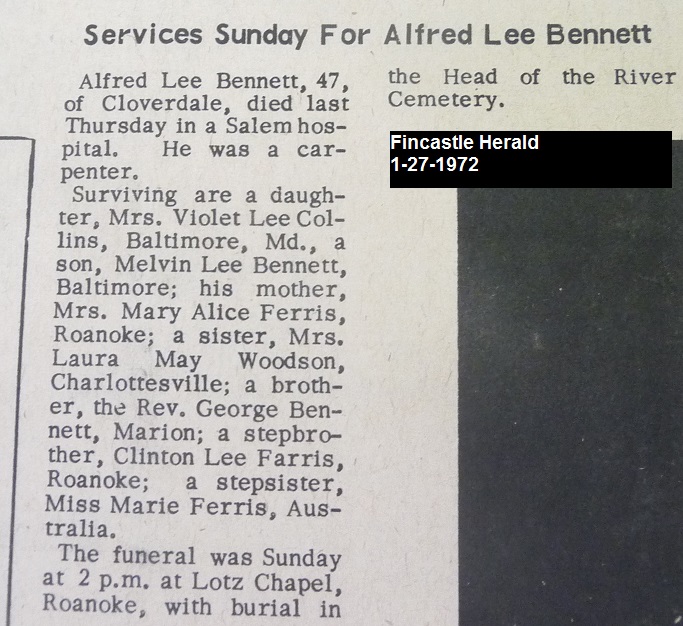 Services Sunday For Alfred Lee Bennett
Alfred Lee Bennett, 47,
of Cloverdale, died last
Thursday in a Salem hos-
pital. He was a car-
penter.
Surviving are a daugh-
ter, Mrs. Violet Lee Col-
lins, Baltimore, Md., a
son, Melvin Lee Bennett,
Baltimore; his mother,
Mrs. Mary Alice Ferris,
Roanoke; a sister, Mrs.
Laura May Woodson,
Charlottesville; a broth-
er, the Rev. George Ben-
nett, Marion; a stepbro-
ther, Clinton Lee Farris,
Roanoke; a stepsister,
Miss Marie Ferris, Aus-
tralia.
The funeral was Sunday
at 2 p.m. at Lotz Chapel,
Roanoke, with burial in
the Head of the River
Cemetery.
Fincastle Herald
1-27-1972